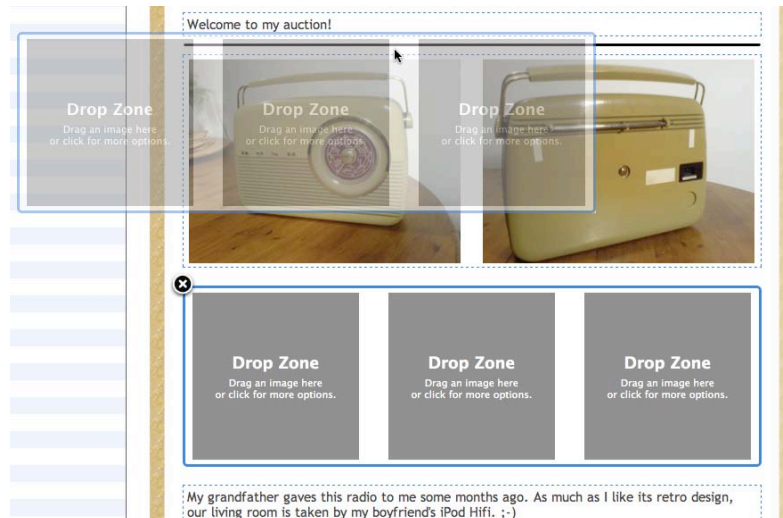 Welcome to my auction!
Drop Zone Drop Zone Drop Zone
Drag an image here Drag an image here Drag an image here
or click for more options. or click for more options. or click for more options.
Drop Zone Drop Zone Drop Zone
Drag an image here Drag an image here Drag an image here
or click for more options. or click for more options. or click for more options.
My grandfather gaves this radio to me some months ago. As much as I like its retro design,
our living room is taken by my boyfriend's iPod Hifi. ;-)